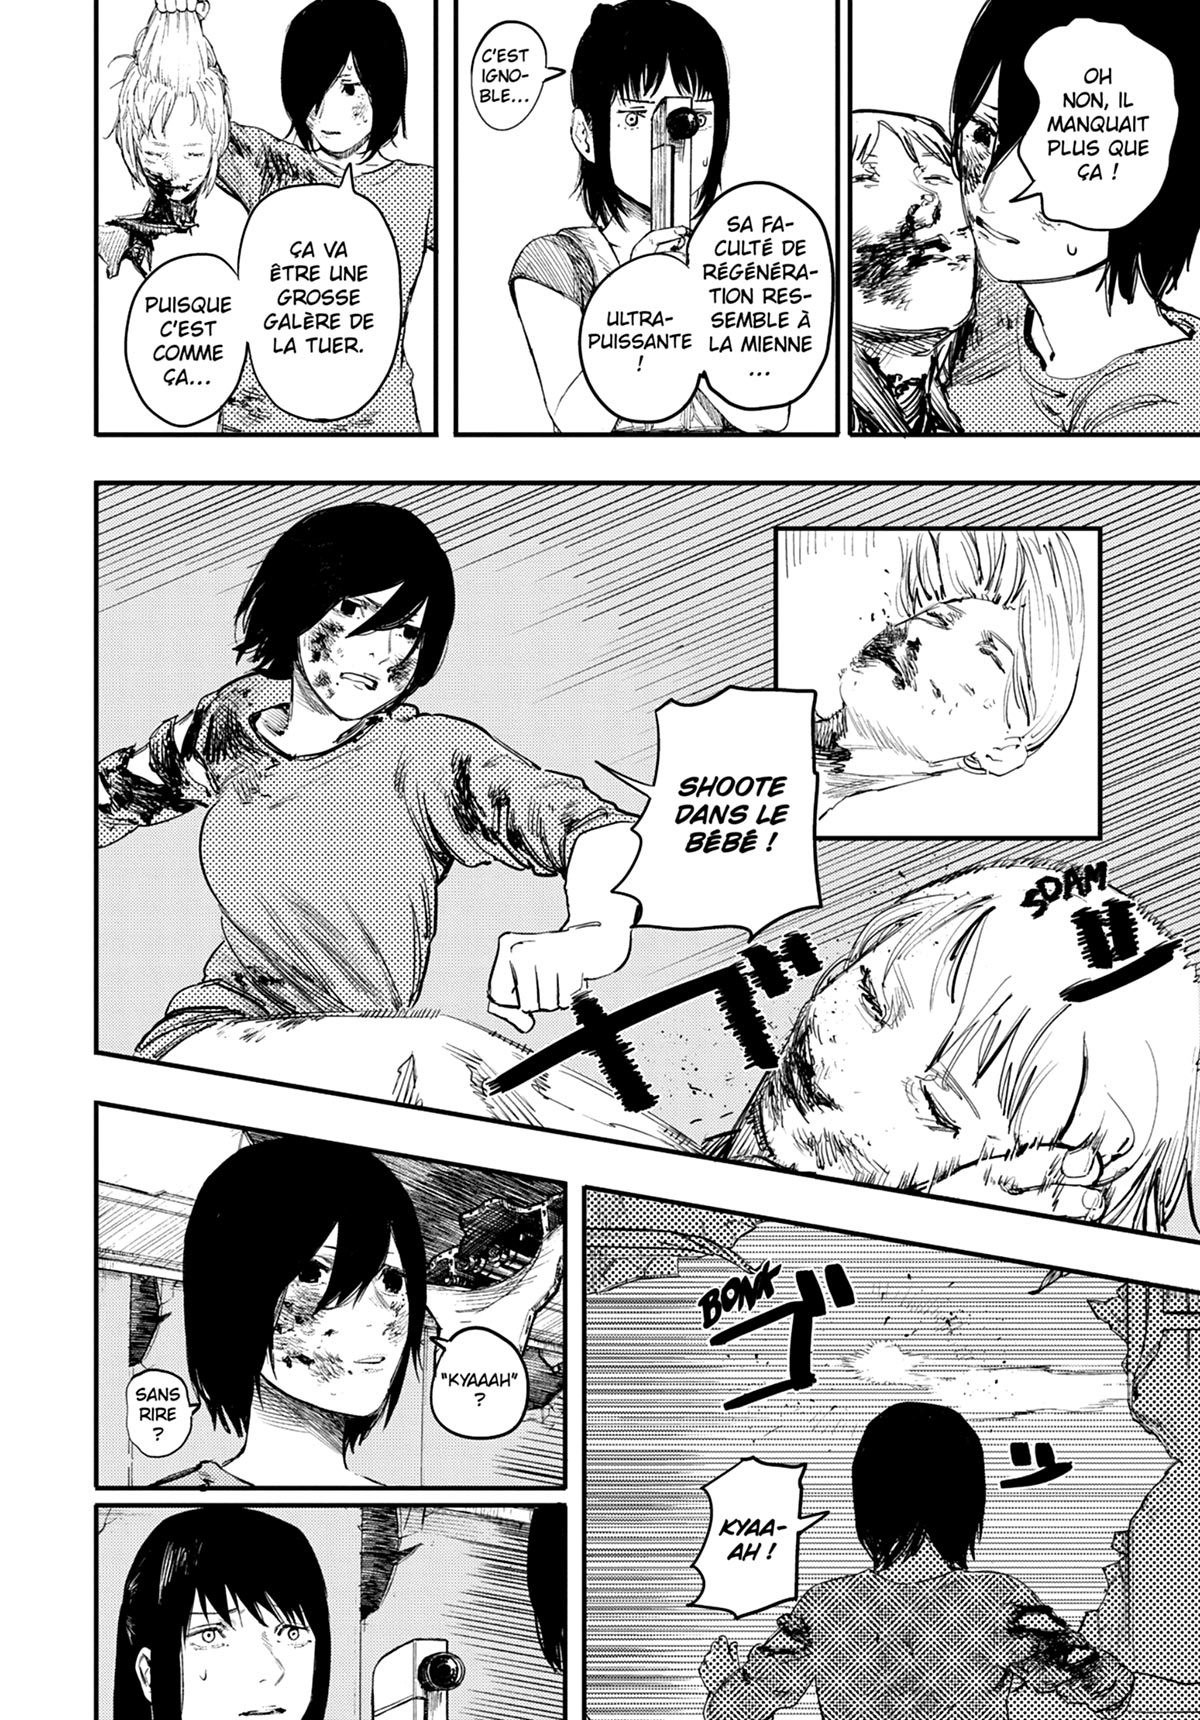 OH
NON, IL
MANQUAIT
PLUS QUE
ÇA !
SA FA-
CULTÉ DE
RÉGÉNÉRA-
TION RES-
SEMBLE À
LA MIENNE
...
ULTRA-
PUISSANTE
!
C'EST
IGNO-
BLE...
ÇA VA
ÊTRE UNE
GROSSE
GALÈRE DE
LA TUER.
PUISQUE
C'EST
COMME
ÇA...
SHOOTE
DANS LE
BÉBÉ !
SDAM
BONK
KYAA-
AH !
"KYAAAH"
?
SANS
RIRE
?